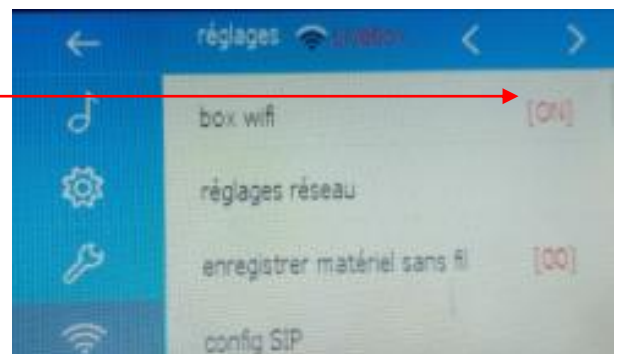 réglages
box wifi [ON]
réglages réseau
enregistrer matériel sans fil [00]
config SIP